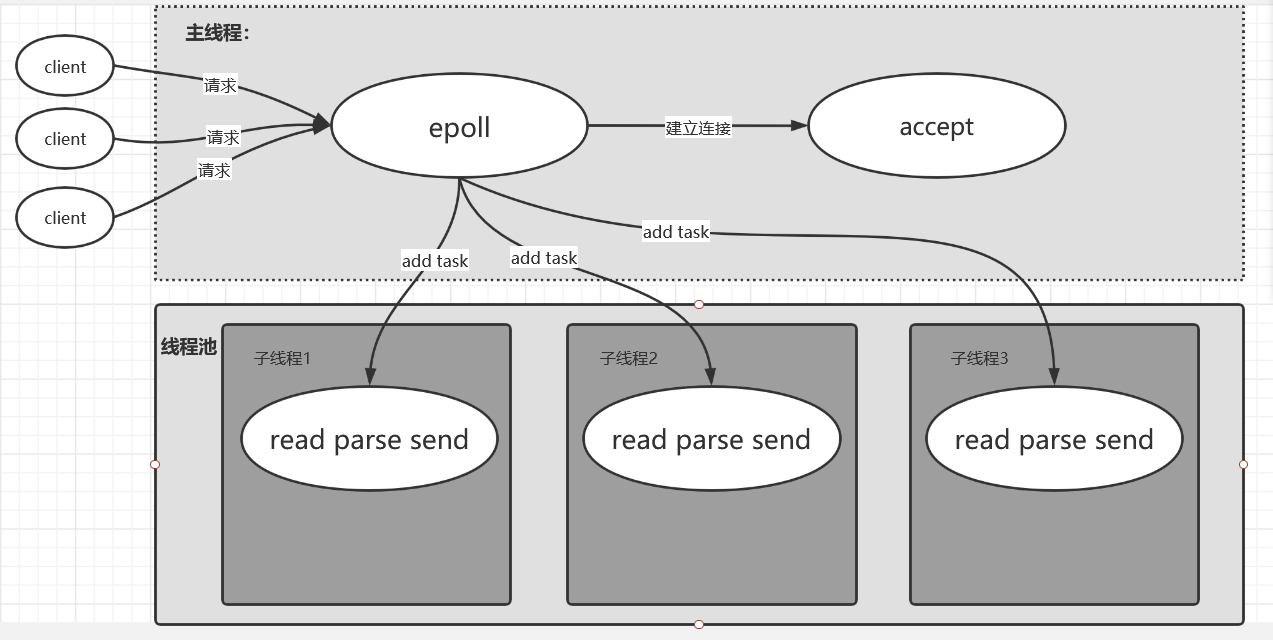 主线程:
client
client
client
请求
请求
请求
epoll
建立连接
accept
add task
add task
add task
线程池
子线程1
read parse send
子线程2
read parse send
子线程3
read parse send